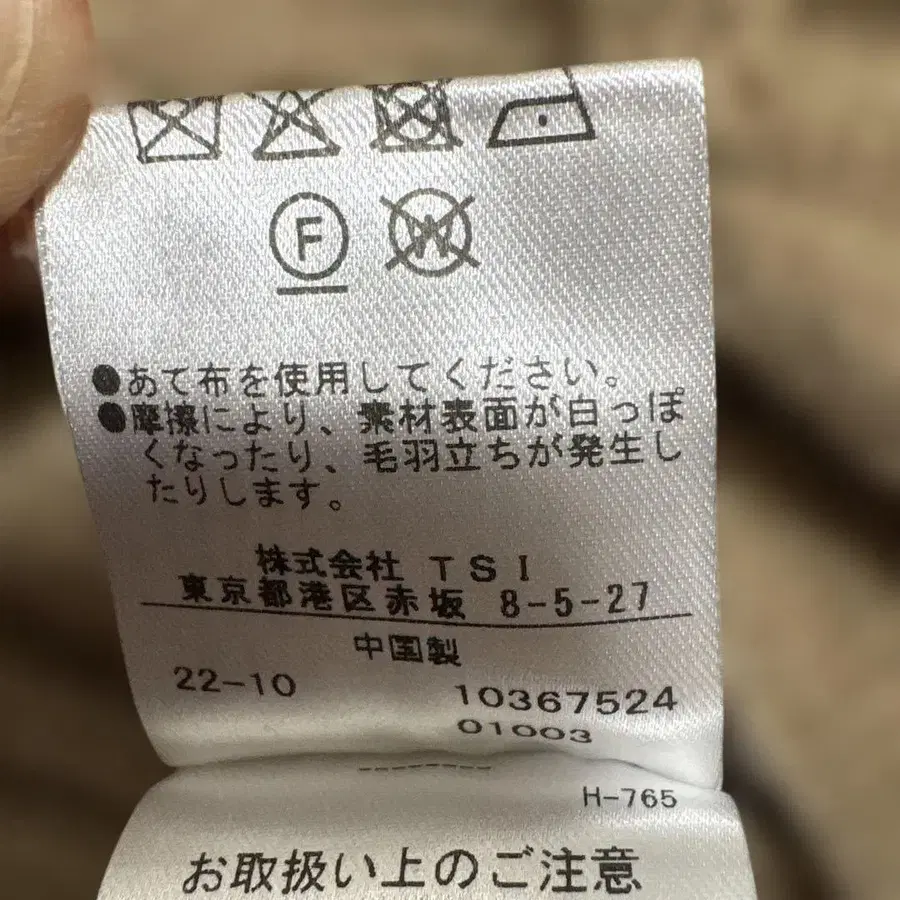 F W
●あて布を使用してください。
●摩擦により、素材表面が白っぽ
くなったり、毛羽立ちが発生し
たりします。
株式会社 TSI
東京都港区赤坂 8-5-27
中国製
22-10 10367524
01003
H-765
お取扱い上のご注意